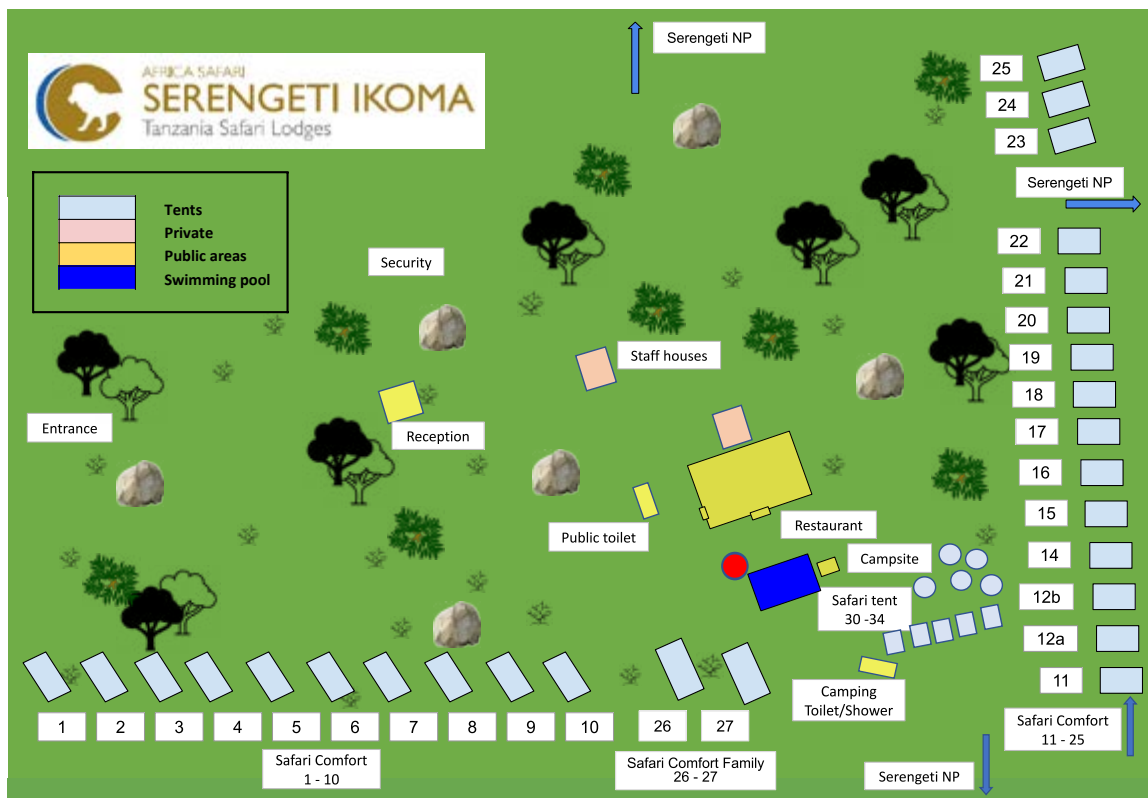 AFRICA SAFARI
SERENGETI IKOMA
Tanzania Safari Lodges
Serengeti NP
25
24
23
Serengeti NP
Tents
Private
Public areas
Swimming pool
Security
22
21
20
19
18
17
16
15
14
12b
12a
11
Staff houses
Entrance
Reception
Public toilet
Restaurant
Campsite
Safari tent
30 -34
Camping
Toilet/Shower
1
2
3
4
5
6
7
8
9
10
26
27
Safari Comfort
1 - 10
Safari Comfort Family
26 - 27
Safari Comfort
11 - 25
Serengeti NP